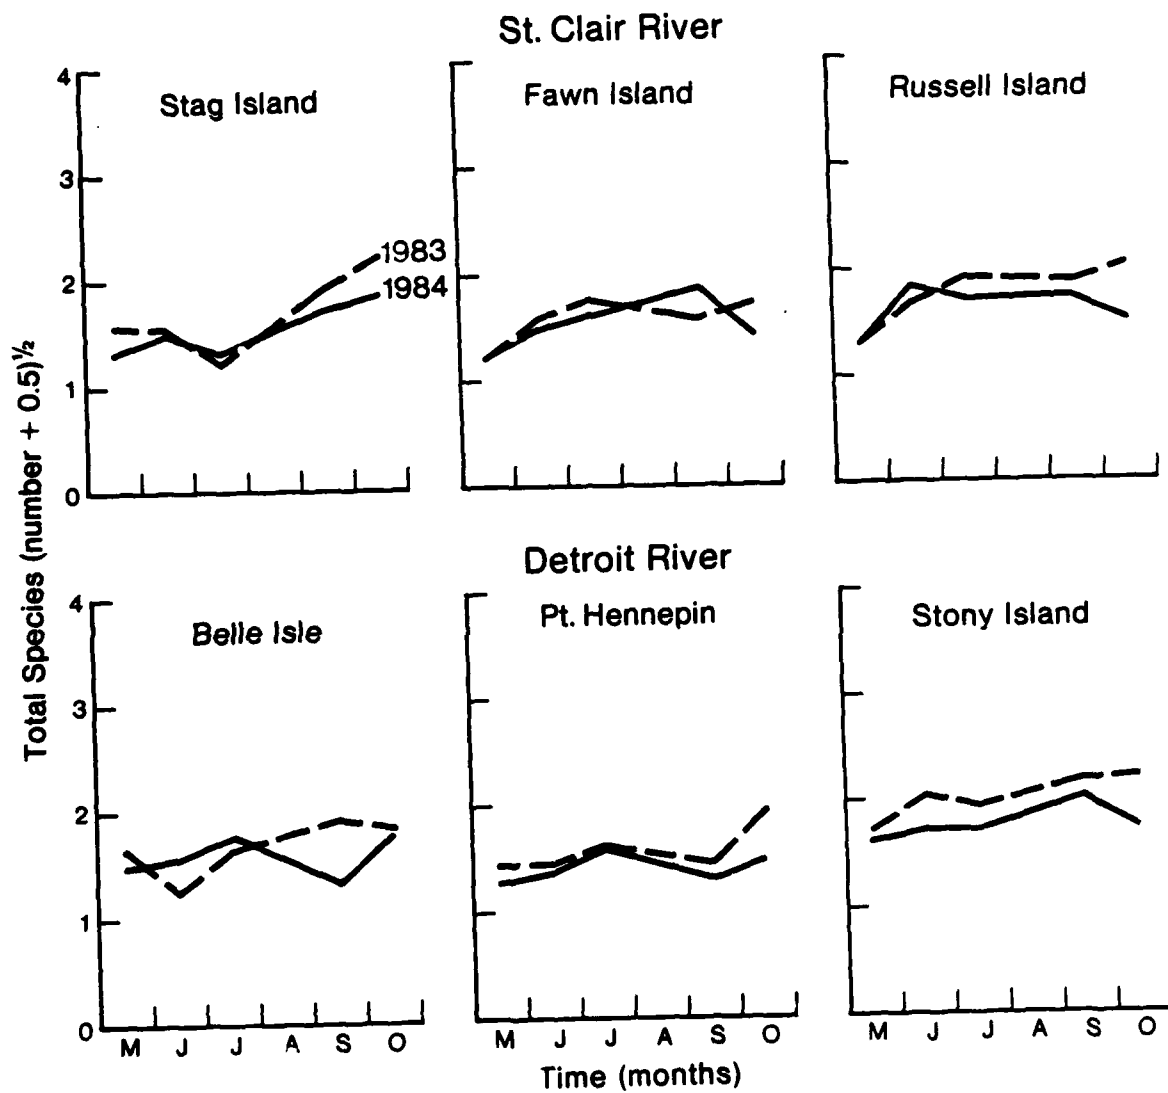 St. Clair River
Stag Island
Fawn Island
Russell Island
4
3
2
1
0
1983
1984
Total Species (number + 0.5)½
Detroit River
Belle Isle
Pt. Hennepin
Stony Island
4
3
2
1
0
M J J A S O
M J J A S O
M J J A S O
Time (months)